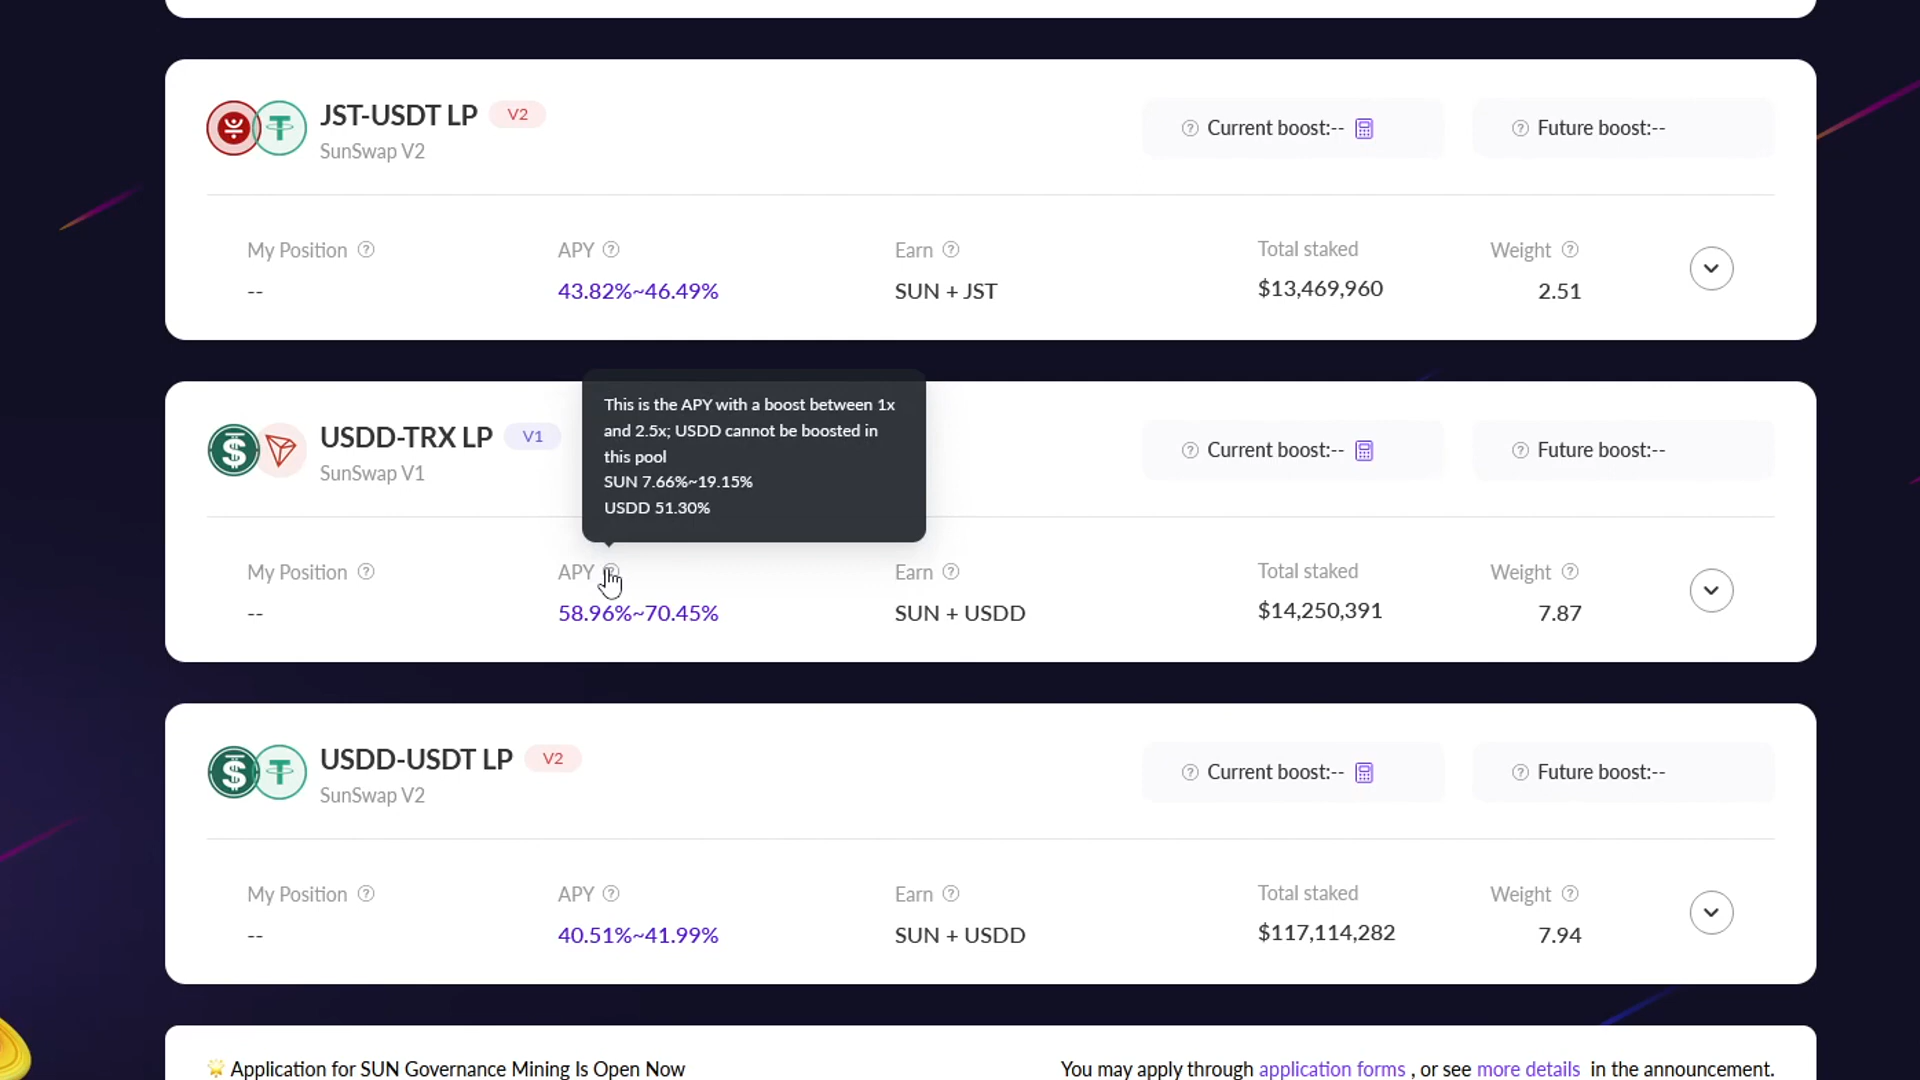 JST-USDT LP V2
SunSwap V2
Current boost:--
Future boost:--
My Position
APY
Earn
Total staked
Weight
--
43.82%~46.49%
SUN + JST
$13,469,960
2.51
USDD-TRX LP V1
SunSwap V1
This is the APY with a boost between 1x
and 2.5x; USDD cannot be boosted in
this pool
SUN 7.66%~19.15%
USDD 51.30%
Current boost:--
Future boost:--
My Position
APY
Earn
Total staked
Weight
--
58.96%~70.45%
SUN + USDD
$14,250,391
7.87
USDD-USDT LP V2
SunSwap V2
Current boost:--
Future boost:--
My Position
APY
Earn
Total staked
Weight
--
40.51%~41.99%
SUN + USDD
$117,114,282
7.94
Application for SUN Governance Mining Is Open Now
You may apply through application forms , or see more details in the announcement.